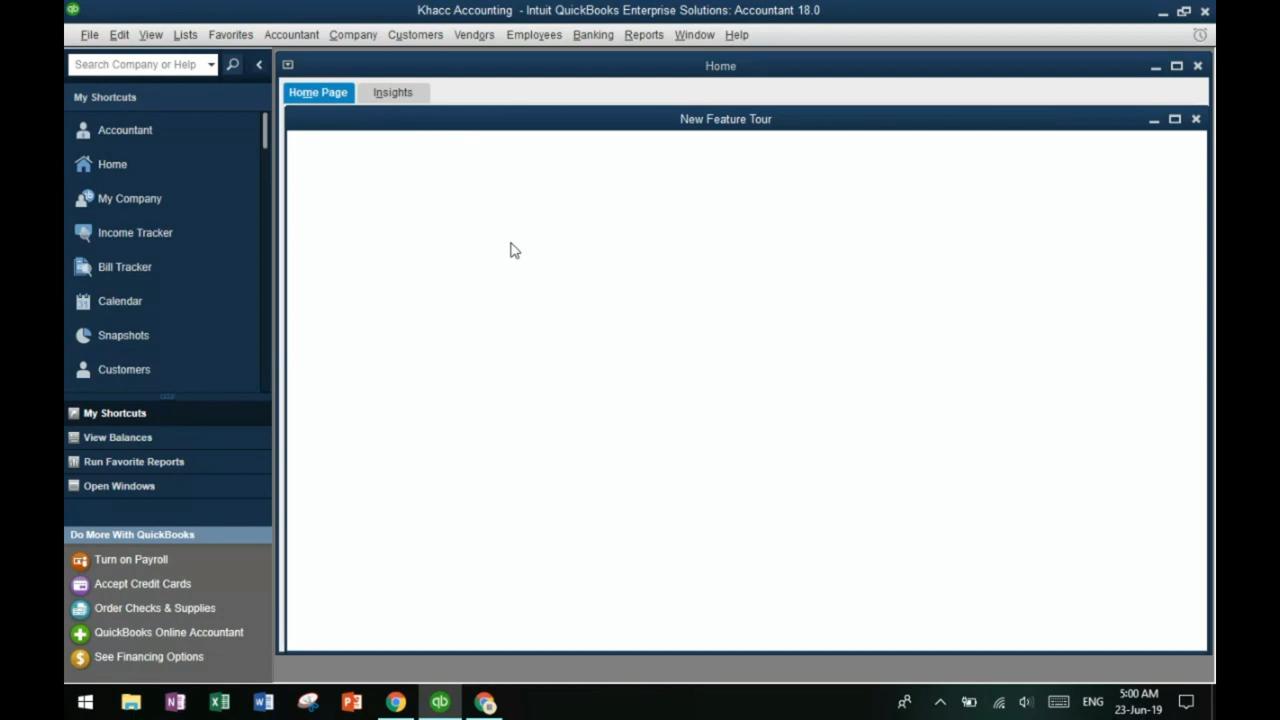 Khacc Accounting - Intuit QuickBooks Enterprise Solutions: Accountant 18.0
File Edit View Lists Favorites Accountant Company Customers Vendors Employees Banking Reports Window Help
Search Company or Help
Home
My Shortcuts
Home Page Insights
New Feature Tour
Accountant
Home
My Company
Income Tracker
Bill Tracker
Calendar
Snapshots
Customers
My Shortcuts
View Balances
Run Favorite Reports
Open Windows
Do More With QuickBooks
Turn on Payroll
Accept Credit Cards
Order Checks & Supplies
QuickBooks Online Accountant
See Financing Options
ENG
5:00 AM
23-Jun-19